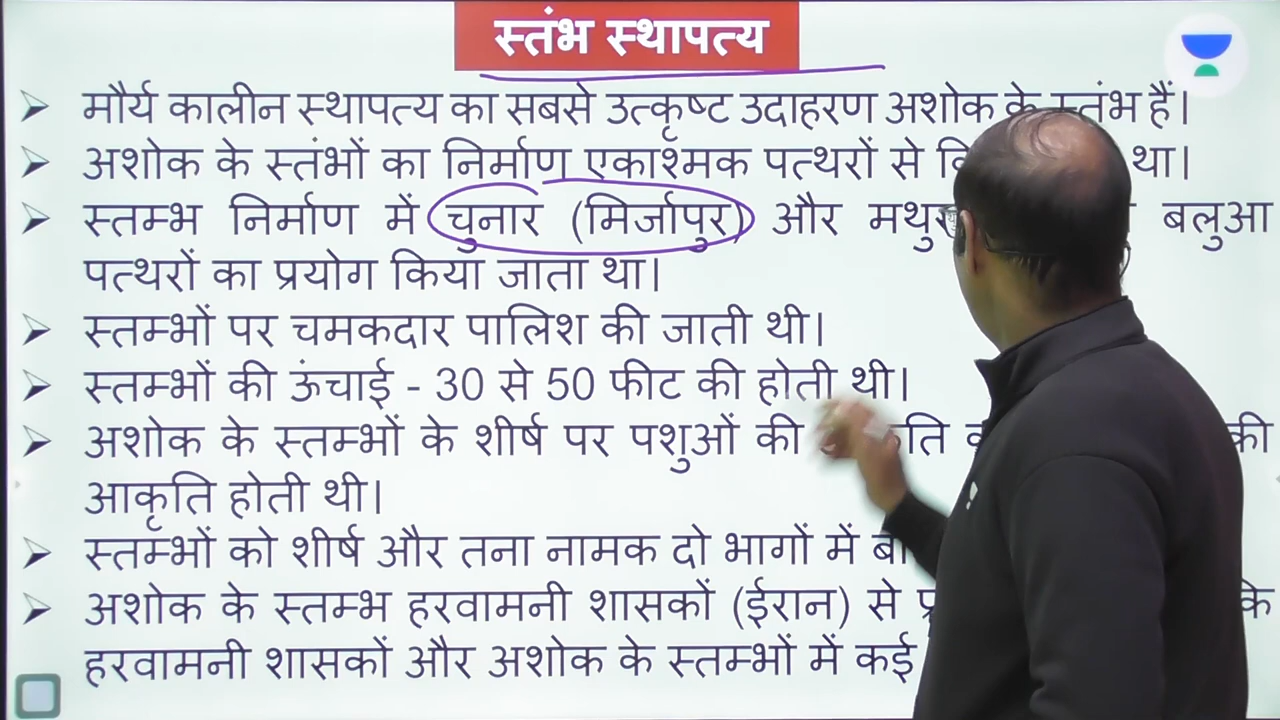 स्तंभ स्थापत्य
मौर्य कालीन स्थापत्य का सबसे उत्कृष्ट उदाहरण अशोक के स्तंभ हैं।
अशोक के स्तंभों का निर्माण एकाश्मक पत्थरों से था।
स्तम्भ निर्माण में चुनार (मिर्जापुर) और बलुआ
पत्थरों का प्रयोग किया जाता था।
स्तम्भों पर चमकदार पालिश की जाती थी।
स्तम्भों की ऊंचाई - 30 से 50 फीट की होती थी।
अशोक के स्तम्भों के शीर्ष पर पशुओं की की
आकृति होती थी।
स्तम्भों को शीर्ष और तना नामक दो भागों में
अशोक के स्तम्भ हरवामनी शासकों (ईरान) से
हरवामनी शासकों और अशोक के स्तम्भों में कई